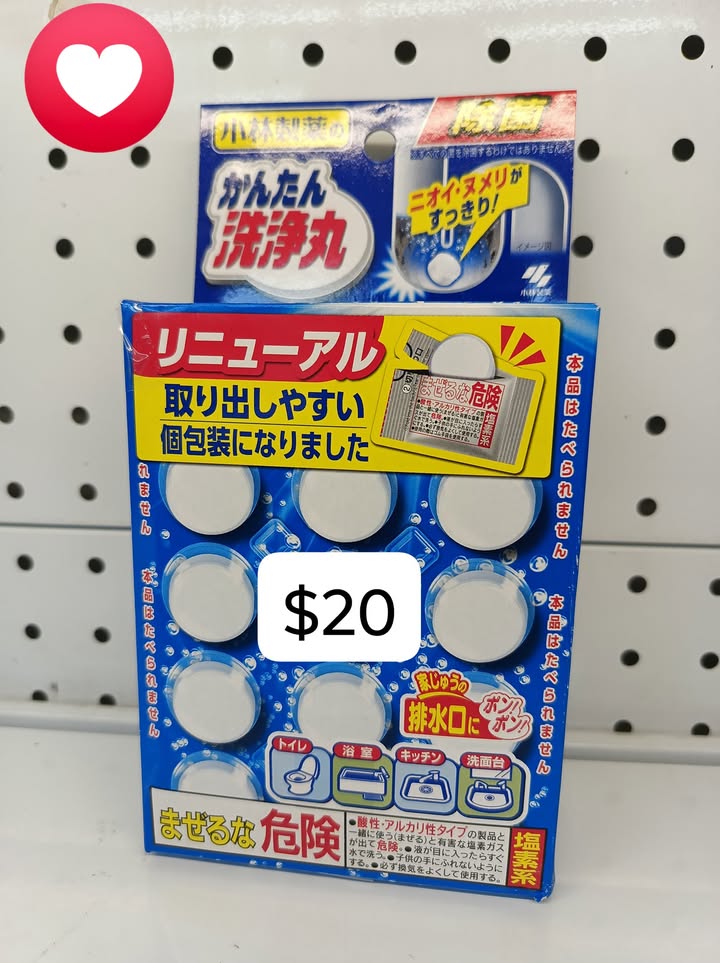 小林製薬の
かんたん
洗浄丸
除菌
ニオイ・ヌメリが
すっきり!
イメージ図
小林製薬
リニューアル
取り出しやすい
個包装になりました
まぜるな危険
塩素系
本品はたべられません
れません
本品はたべられません
本品はたべられません
$20
家じゅうの
排水口に
ポン!
ポン!
トイレ
浴室
キッチン
洗面台
まぜるな 危険
●酸性・アルカリ性タイプの製品と
一緒に使う(まぜる)と有害な塩素ガス
が出て危険。●液が目に入ったらすぐ
水で洗う。●子供の手にふれないように
する。●必ず換気をよくして使用する。
塩素系